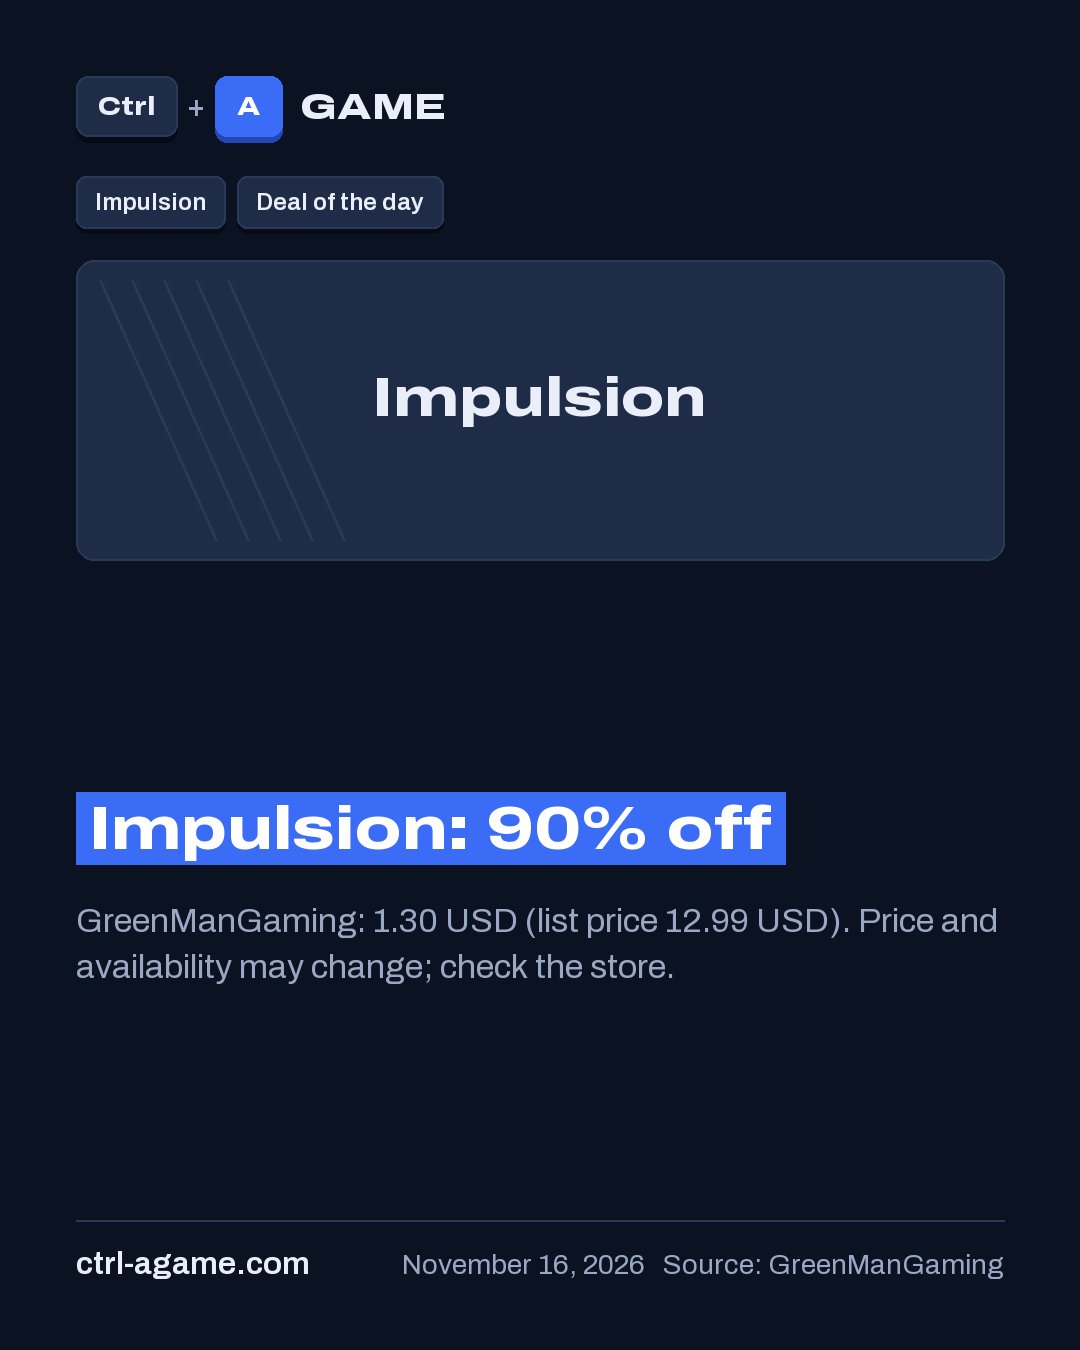 Ctrl + A GAME
Impulsion Deal of the day
Impulsion
Impulsion: 90% off
GreenManGaming: 1.30 USD (list price 12.99 USD). Price and
availability may change; check the store.
ctrl-agame.com November 16, 2026 Source: GreenManGaming